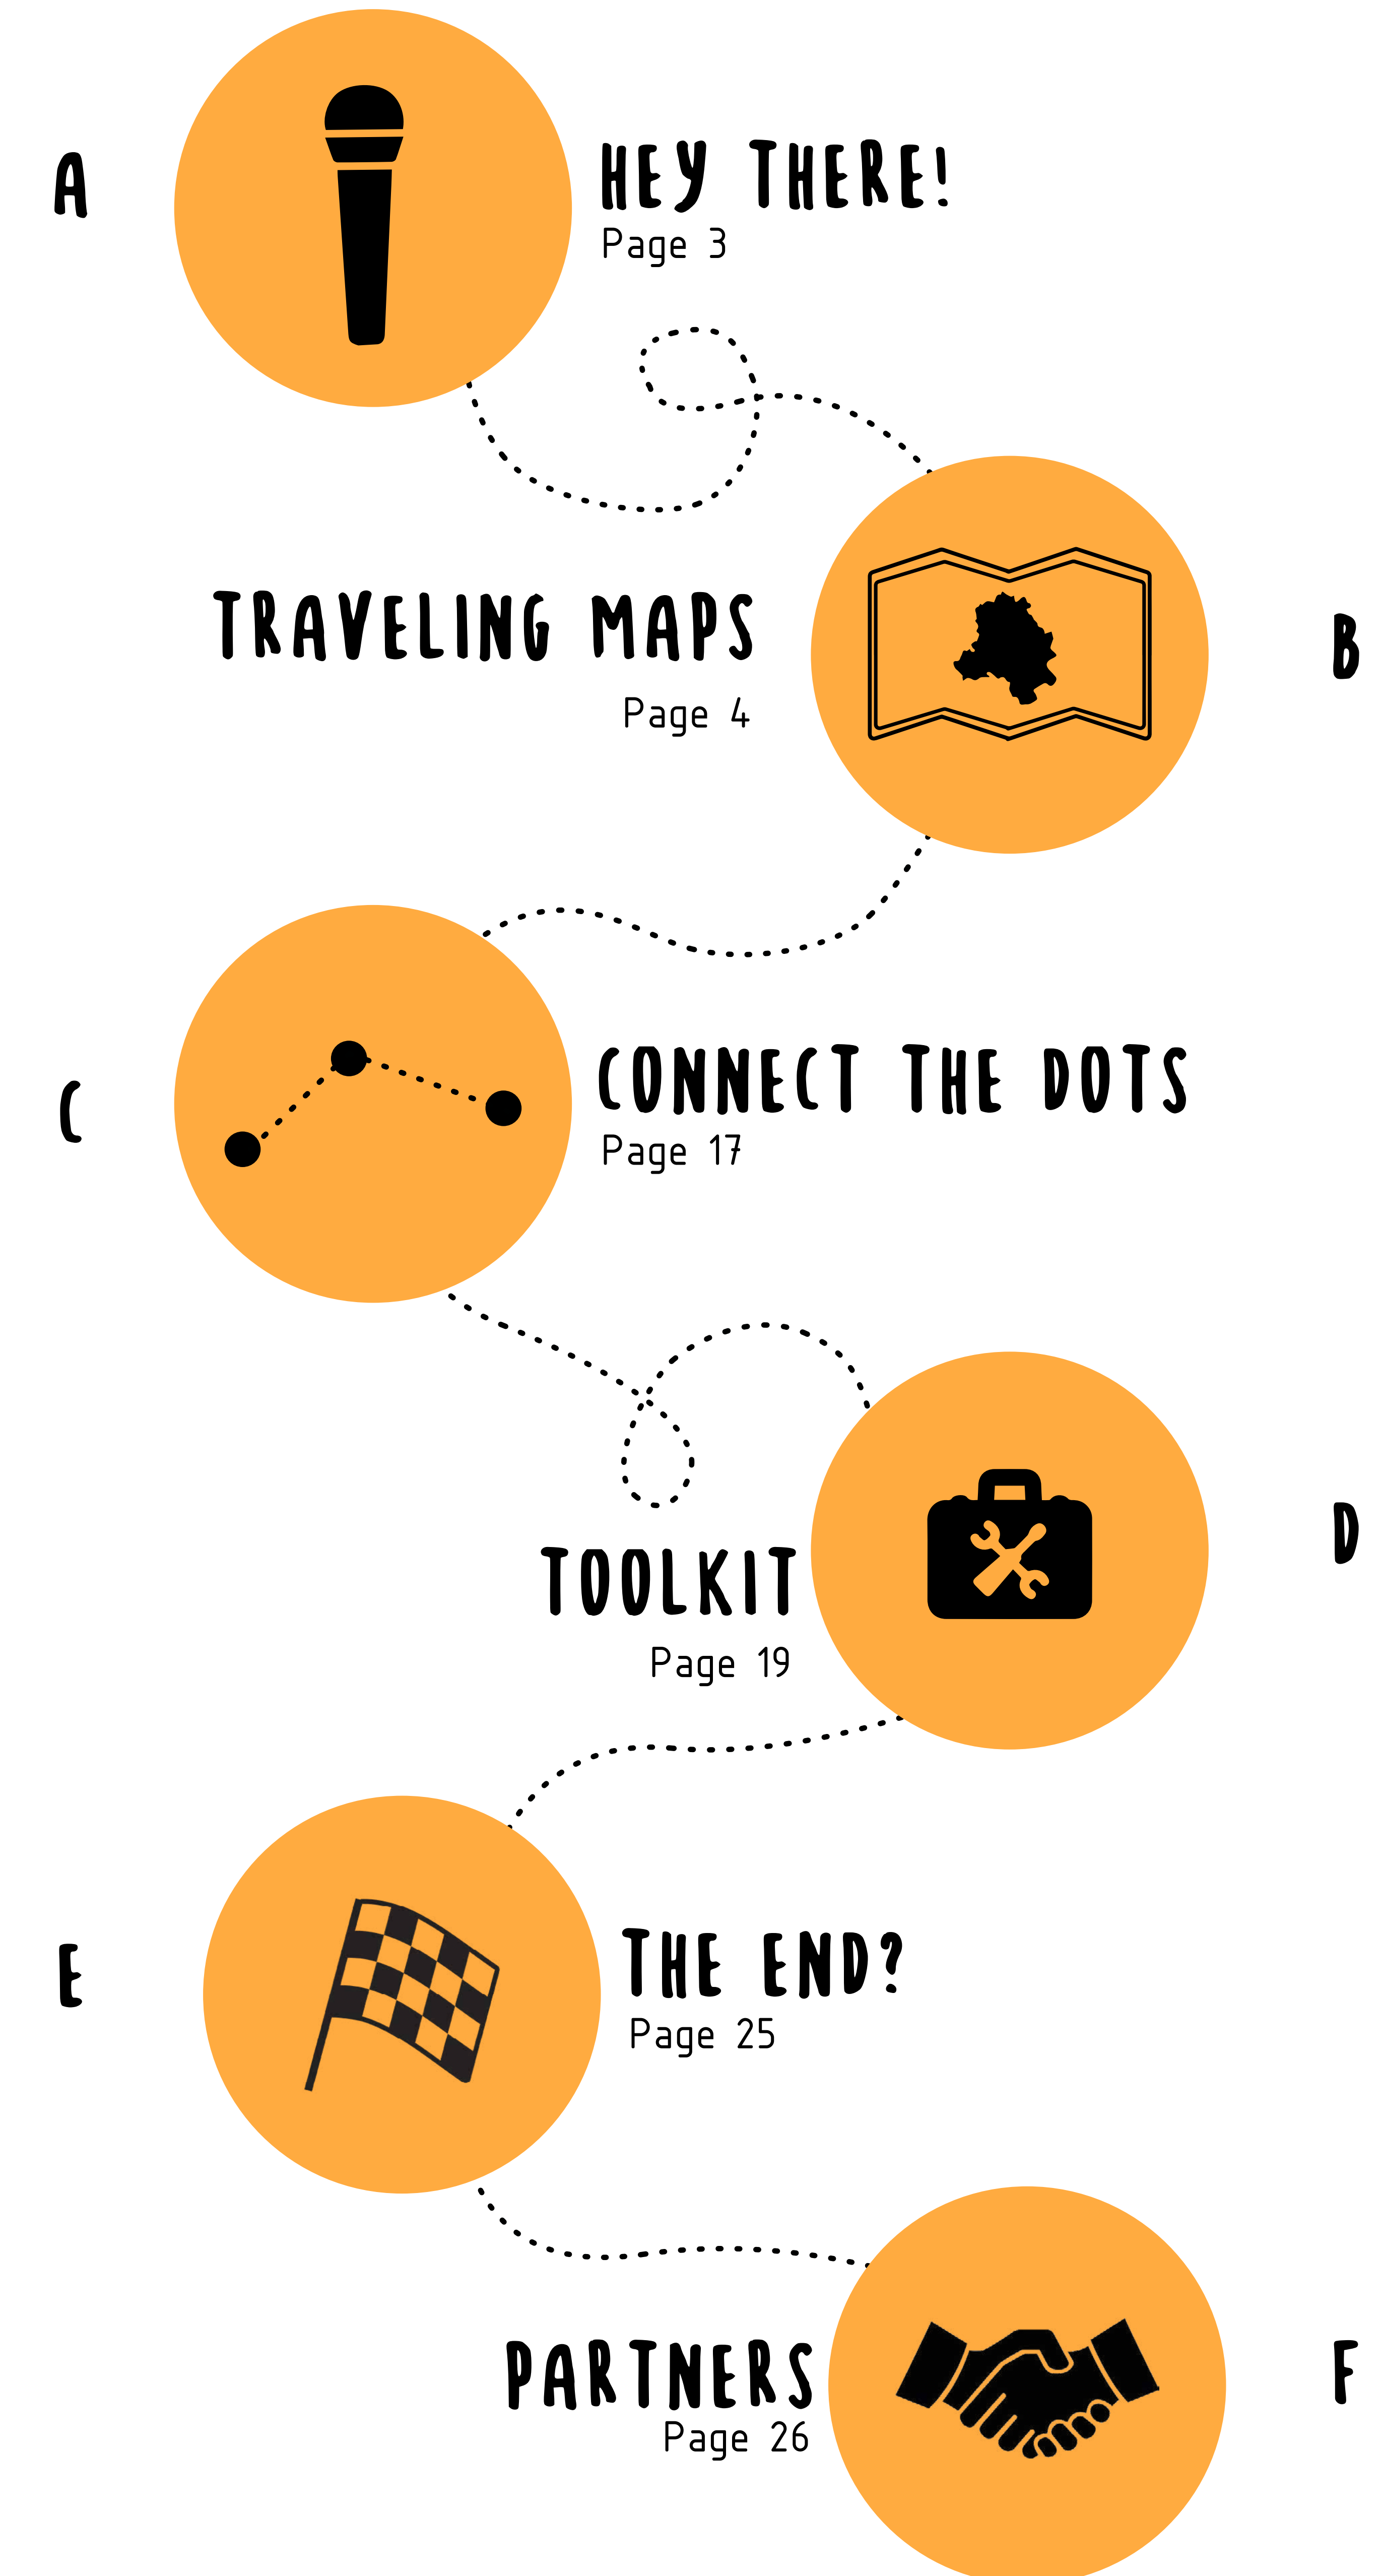 A
HEY THERE!
Page 3
TRAVELING MAPS
Page 4
B
C
CONNECT THE DOTS
Page 17
TOOLKIT
Page 19
D
E
THE END?
Page 25
PARTNERS
Page 26
F